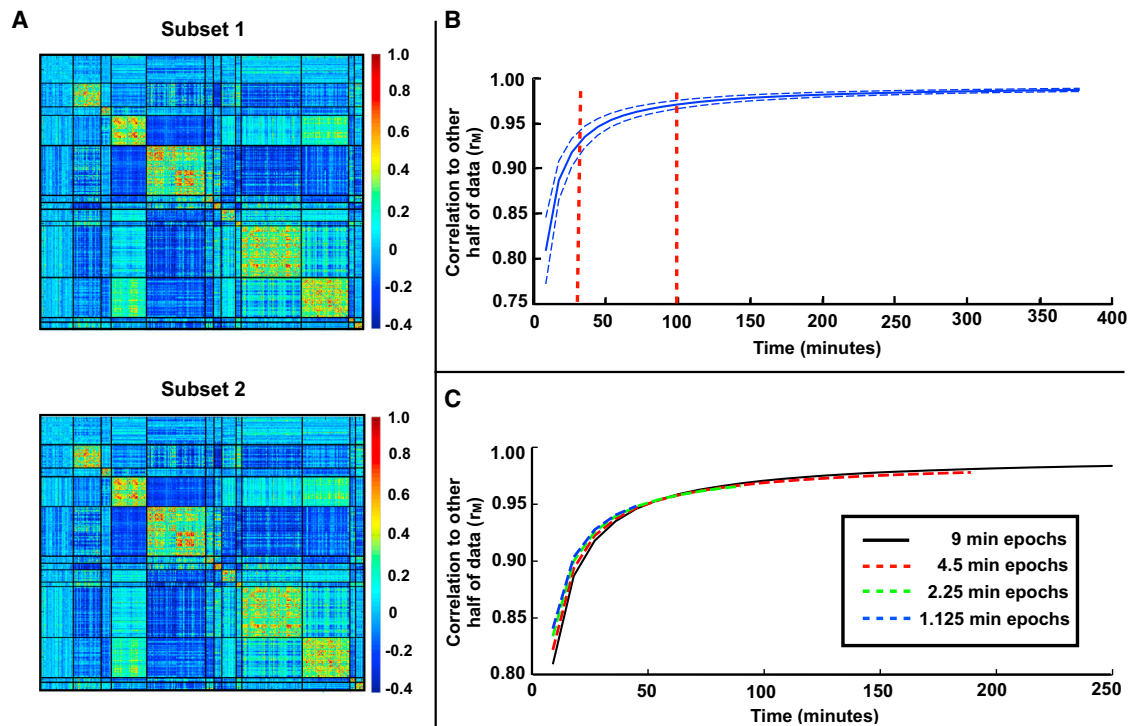 A
Subset 1
1.0
0.8
0.6
0.4
0.2
0
-0.2
-0.4
Subset 2
1.0
0.8
0.6
0.4
0.2
0
-0.2
-0.4
B
Correlation to other
half of data (rM)
1.00
0.95
0.90
0.85
0.80
0.75
0 50 100 150 200 250 300 350 400
Time (minutes)
C
Correlation to other
half of data (rM)
1.00
0.95
0.90
0.85
0.80
0 50 100 150 200 250
Time (minutes)
9 min epochs
4.5 min epochs
2.25 min epochs
1.125 min epochs